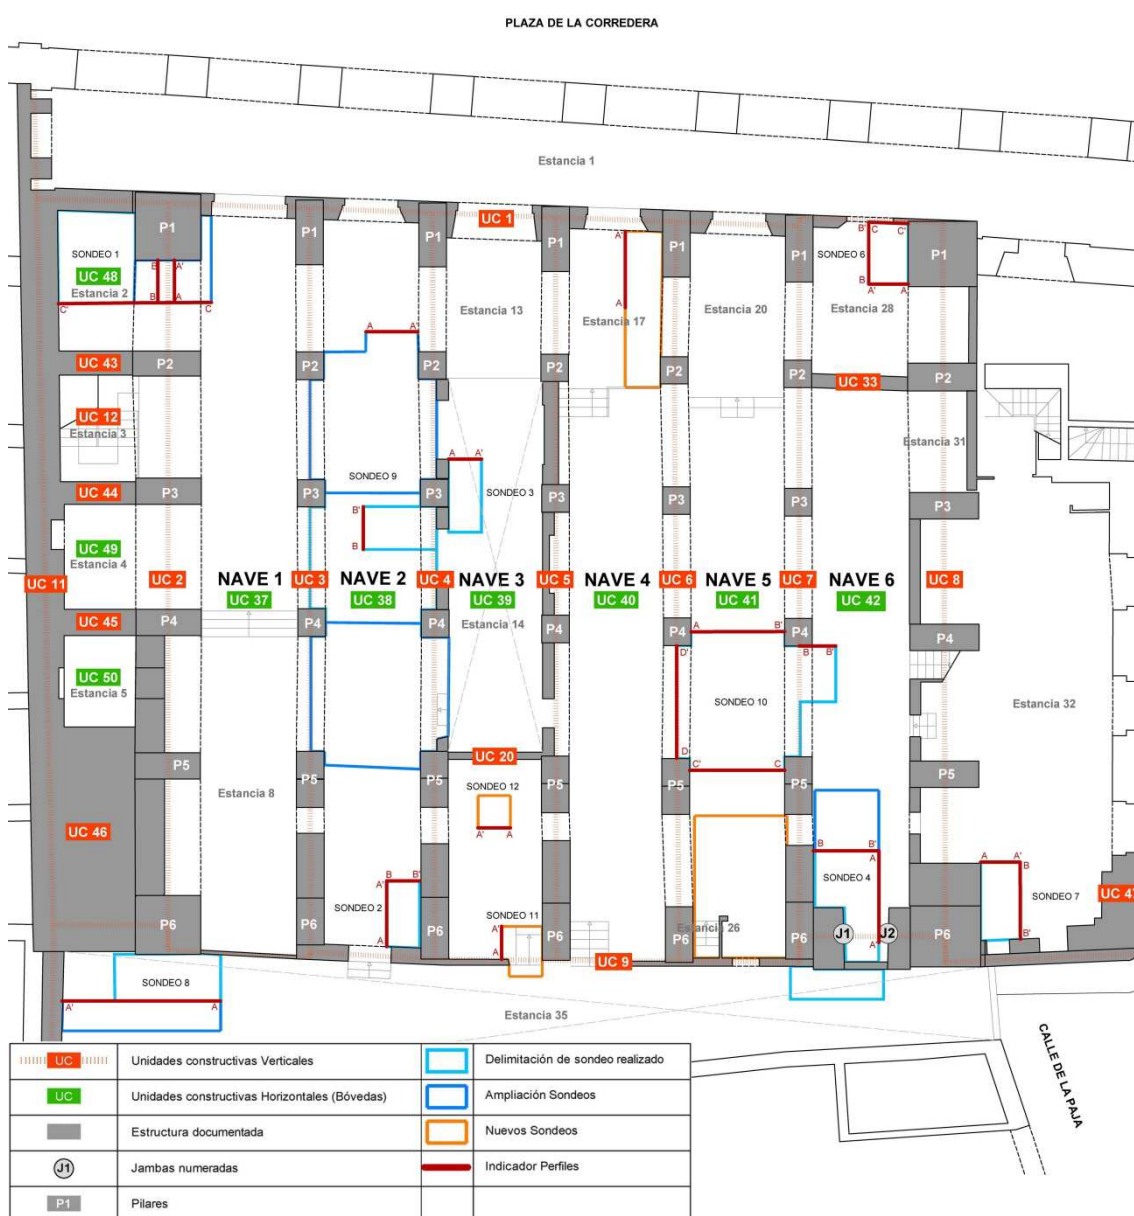 PLAZA DE LA CORREDERA
Estancia 1
UC 1
P1 P1 P1 P1 P1 P1 P1
SONDEO 1
UC 48
Estancia 2
B A'
B A
C' C
SONDEO 6
B' C C'
B A' A
Estancia 28
A'
A
Estancia 17
Estancia 13
Estancia 20
A A'
UC 43
P2 P2 P2 P2 P2 P2 P2
UC 33
UC 12
Estancia 3
Estancia 31
A A'
SONDEO 9
SONDEO 3
UC 44
P3 P3 P3 P3 P3 P3 P3
B'
B
UC 49
Estancia 4
UC 11
UC 2
NAVE 1
UC 37
UC 3
NAVE 2
UC 38
UC 4
NAVE 3
UC 39
UC 5
NAVE 4
UC 40
UC 6
NAVE 5
UC 41
UC 7
NAVE 6
UC 42
UC 8
UC 45
P4 P4 P4 P4 P4 P4 P4
Estancia 14
A B'
D'
B B'
UC 50
Estancia 5
SONDEO 10
Estancia 32
D
C' C
UC 20
P5 P5 P5 P5 P5 P5 P5
Estancia 8
SONDEO 12
A' A
UC 46
B B'
A
SONDEO 4
A A'
B
SONDEO 7
B'
UC 47
B B'
A'
SONDEO 2
A
SONDEO 11
A'
A
Estancia 26
J1
J2
A'
P6 P6 P6 P6 P6 P6 P6
UC 9
SONDEO 8
A' A
Estancia 35
CALLE DE LA PAJA
UC Unidades constructivas Verticales
Delimitación de sondeo realizado
UC Unidades constructivas Horizontales (Bóvedas)
Ampliación Sondeos
Estructura documentada
Nuevos Sondeos
J1 Jambas numeradas
Indicador Perfiles
P1 Pilares